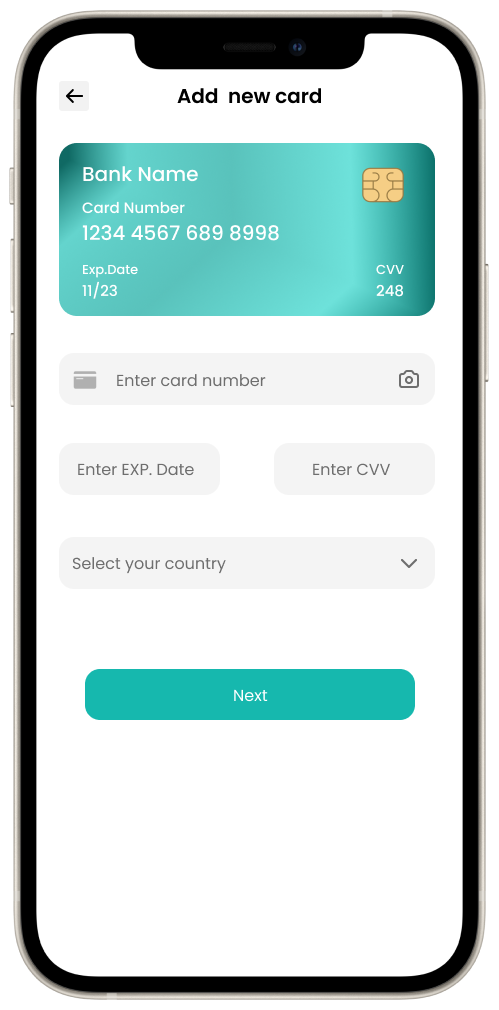 Add  new card
Bank Name
Card Number
1234 4567 689 8998
Exp.Date CVV
11/23 248
Enter card number
Enter EXP. Date Enter CVV
Select your country
Next